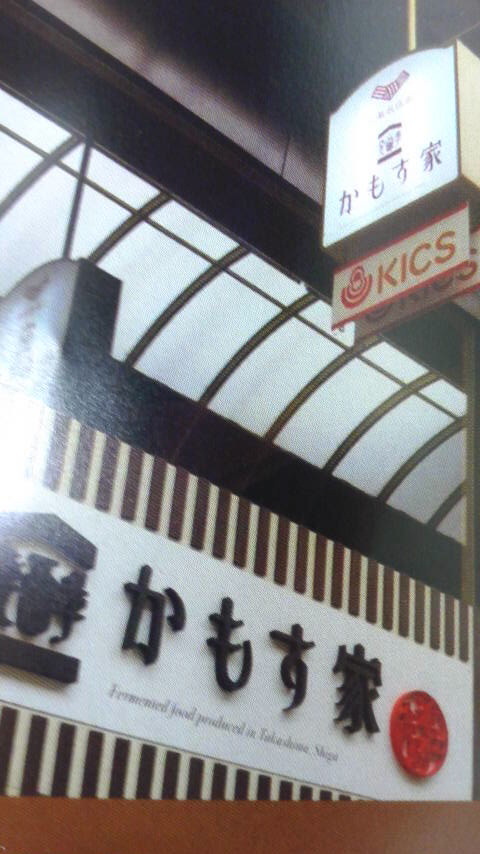 かもす家
KICS
かもす家
Fermented food produced in Takashima, Shiga